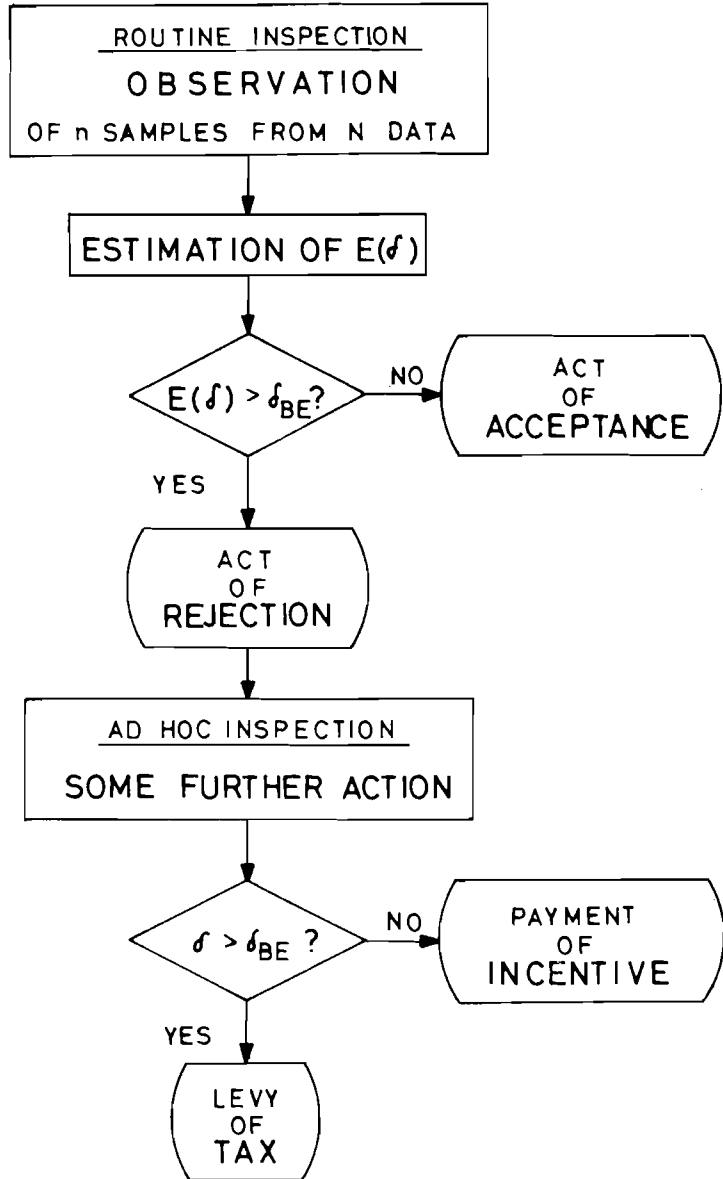 ROUTINE INSPECTION
OBSERVATION
OF n SAMPLES FROM N DATA
ESTIMATION OF E(δ)
E(δ) > δBE?
NO
ACT
OF
ACCEPTANCE
YES
ACT
OF
REJECTION
AD HOC INSPECTION
SOME FURTHER ACTION
δ > δBE ?
NO
PAYMENT
OF
INCENTIVE
YES
LEVY
OF
TAX